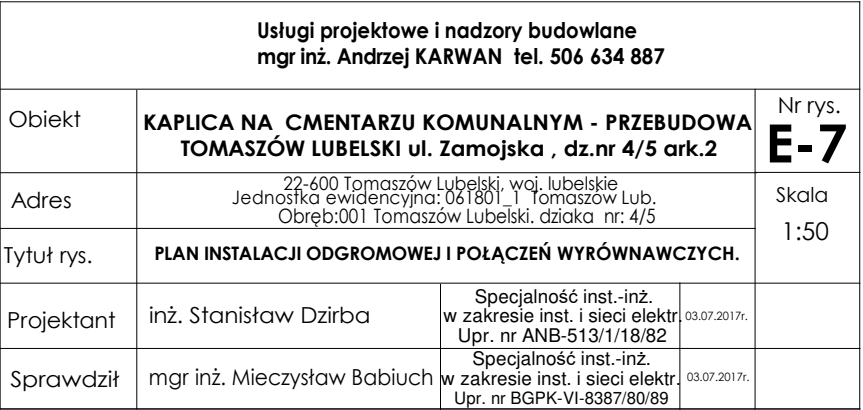 Usługi projektowe i nadzory budowlane
mgr inż. Andrzej KARWAN tel. 506 634 887
Obiekt
KAPLICA NA CMENTARZU KOMUNALNYM - PRZEBUDOWA
TOMASZÓW LUBELSKI ul. Zamojska , dz.nr 4/5 ark.2
Nr rys.
E-7
Adres
22-600 Tomaszów Lubelski, woj. lubelskie
Jednostka ewidencyjna: 061801_1 Tomaszów Lub.
Obręb:001 Tomaszów Lubelski. dziaka nr: 4/5
Skala
1:50
Tytuł rys.
PLAN INSTALACJI ODGROMOWEJ I POŁĄCZEŃ WYRÓWNAWCZYCH.
Projektant
inż. Stanisław Dzirba
Specjalność inst.-inż.
w zakresie inst. i sieci elektr.
Upr. nr ANB-513/1/18/82
03.07.2017r.
Sprawdził
mgr inż. Mieczysław Babiuch
Specjalność inst.-inż.
w zakresie inst. i sieci elektr.
Upr. nr BGPK-VI-8387/80/89
03.07.2017r.